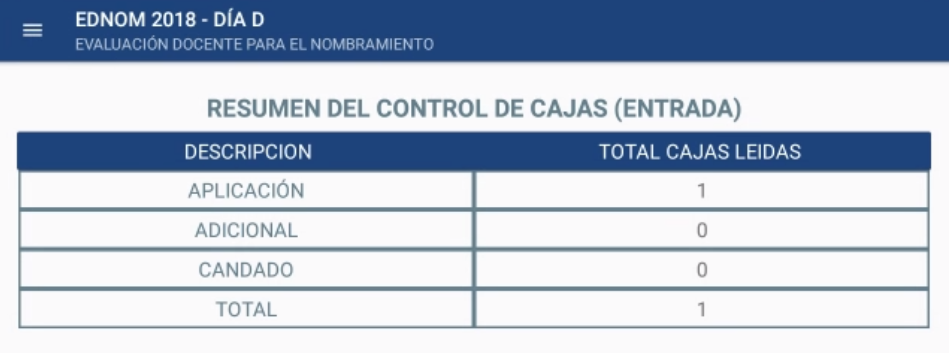 EDNOM 2018 - DÍA D
EVALUACIÓN DOCENTE PARA EL NOMBRAMIENTO
RESUMEN DEL CONTROL DE CAJAS (ENTRADA)
DESCRIPCION TOTAL CAJAS LEIDAS
APLICACIÓN 1
ADICIONAL 0
CANDADO 0
TOTAL 1